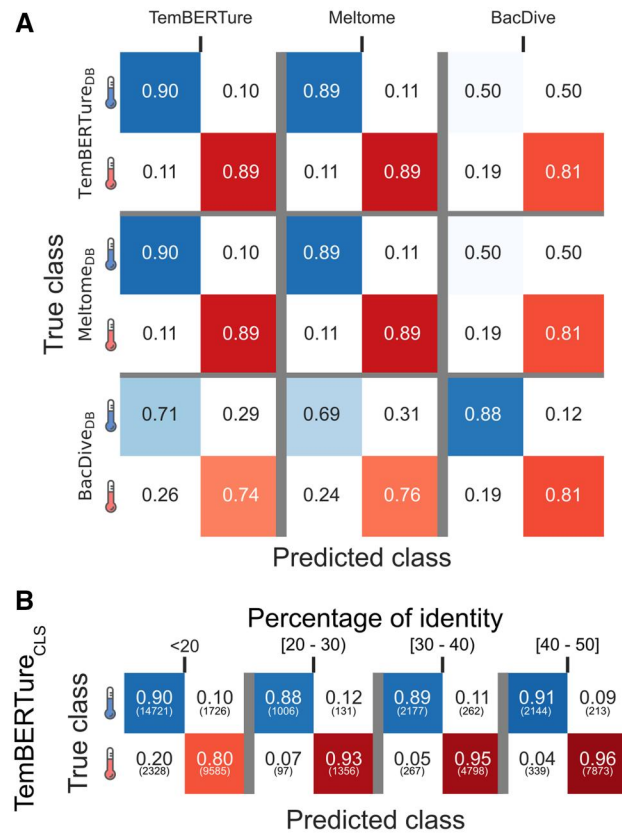 A
TemBERTure Meltome BacDive
TemBERTureDB
0.90 0.10 0.89 0.11 0.50 0.50
0.11 0.89 0.11 0.89 0.19 0.81
True class
MeltomeDB
0.90 0.10 0.89 0.11 0.50 0.50
0.11 0.89 0.11 0.89 0.19 0.81
BacDiveDB
0.71 0.29 0.69 0.31 0.88 0.12
0.26 0.74 0.24 0.76 0.19 0.81
Predicted class
B
Percentage of identity
<20 [20 - 30) [30 - 40) [40 - 50]
TemBERTureCLS
True class
0.90 0.10 0.88 0.12 0.89 0.11 0.91 0.09
(14721) (1726) (1006) (131) (2177) (262) (2144) (213)
0.20 0.80 0.07 0.93 0.05 0.95 0.04 0.96
(2328) (9585) (97) (1356) (267) (4798) (339) (7873)
Predicted class